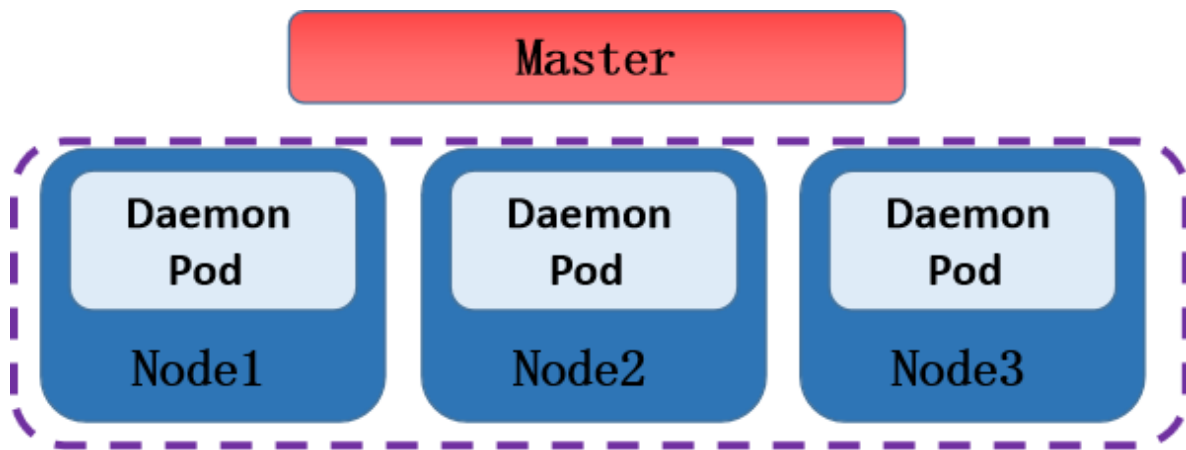 Master
Daemon
Pod
Node1
Daemon
Pod
Node2
Daemon
Pod
Node3